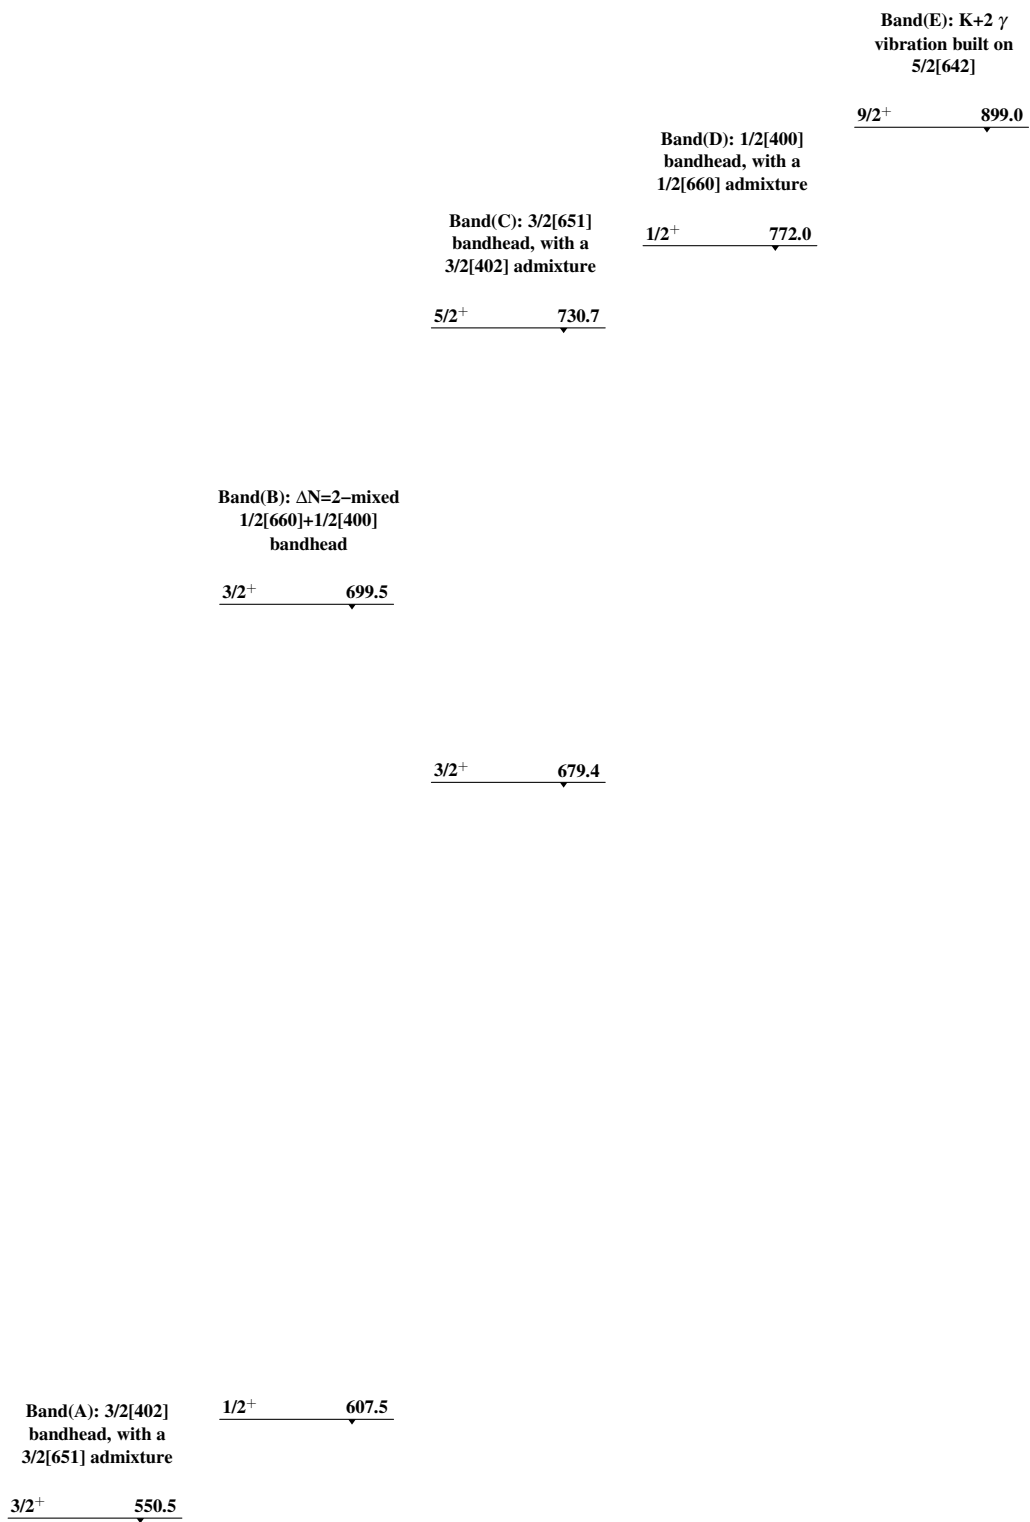 Band(A): 3/2[402]
bandhead, with a
3/2[651] admixture
3/2+ 550.5
Band(B): ΔN=2−mixed
1/2[660]+1/2[400]
bandhead
3/2+ 699.5
1/2+ 607.5
Band(C): 3/2[651]
bandhead, with a
3/2[402] admixture
5/2+ 730.7
3/2+ 679.4
Band(D): 1/2[400]
bandhead, with a
1/2[660] admixture
1/2+ 772.0
Band(E): K+2 γ
vibration built on
5/2[642]
9/2+ 899.0